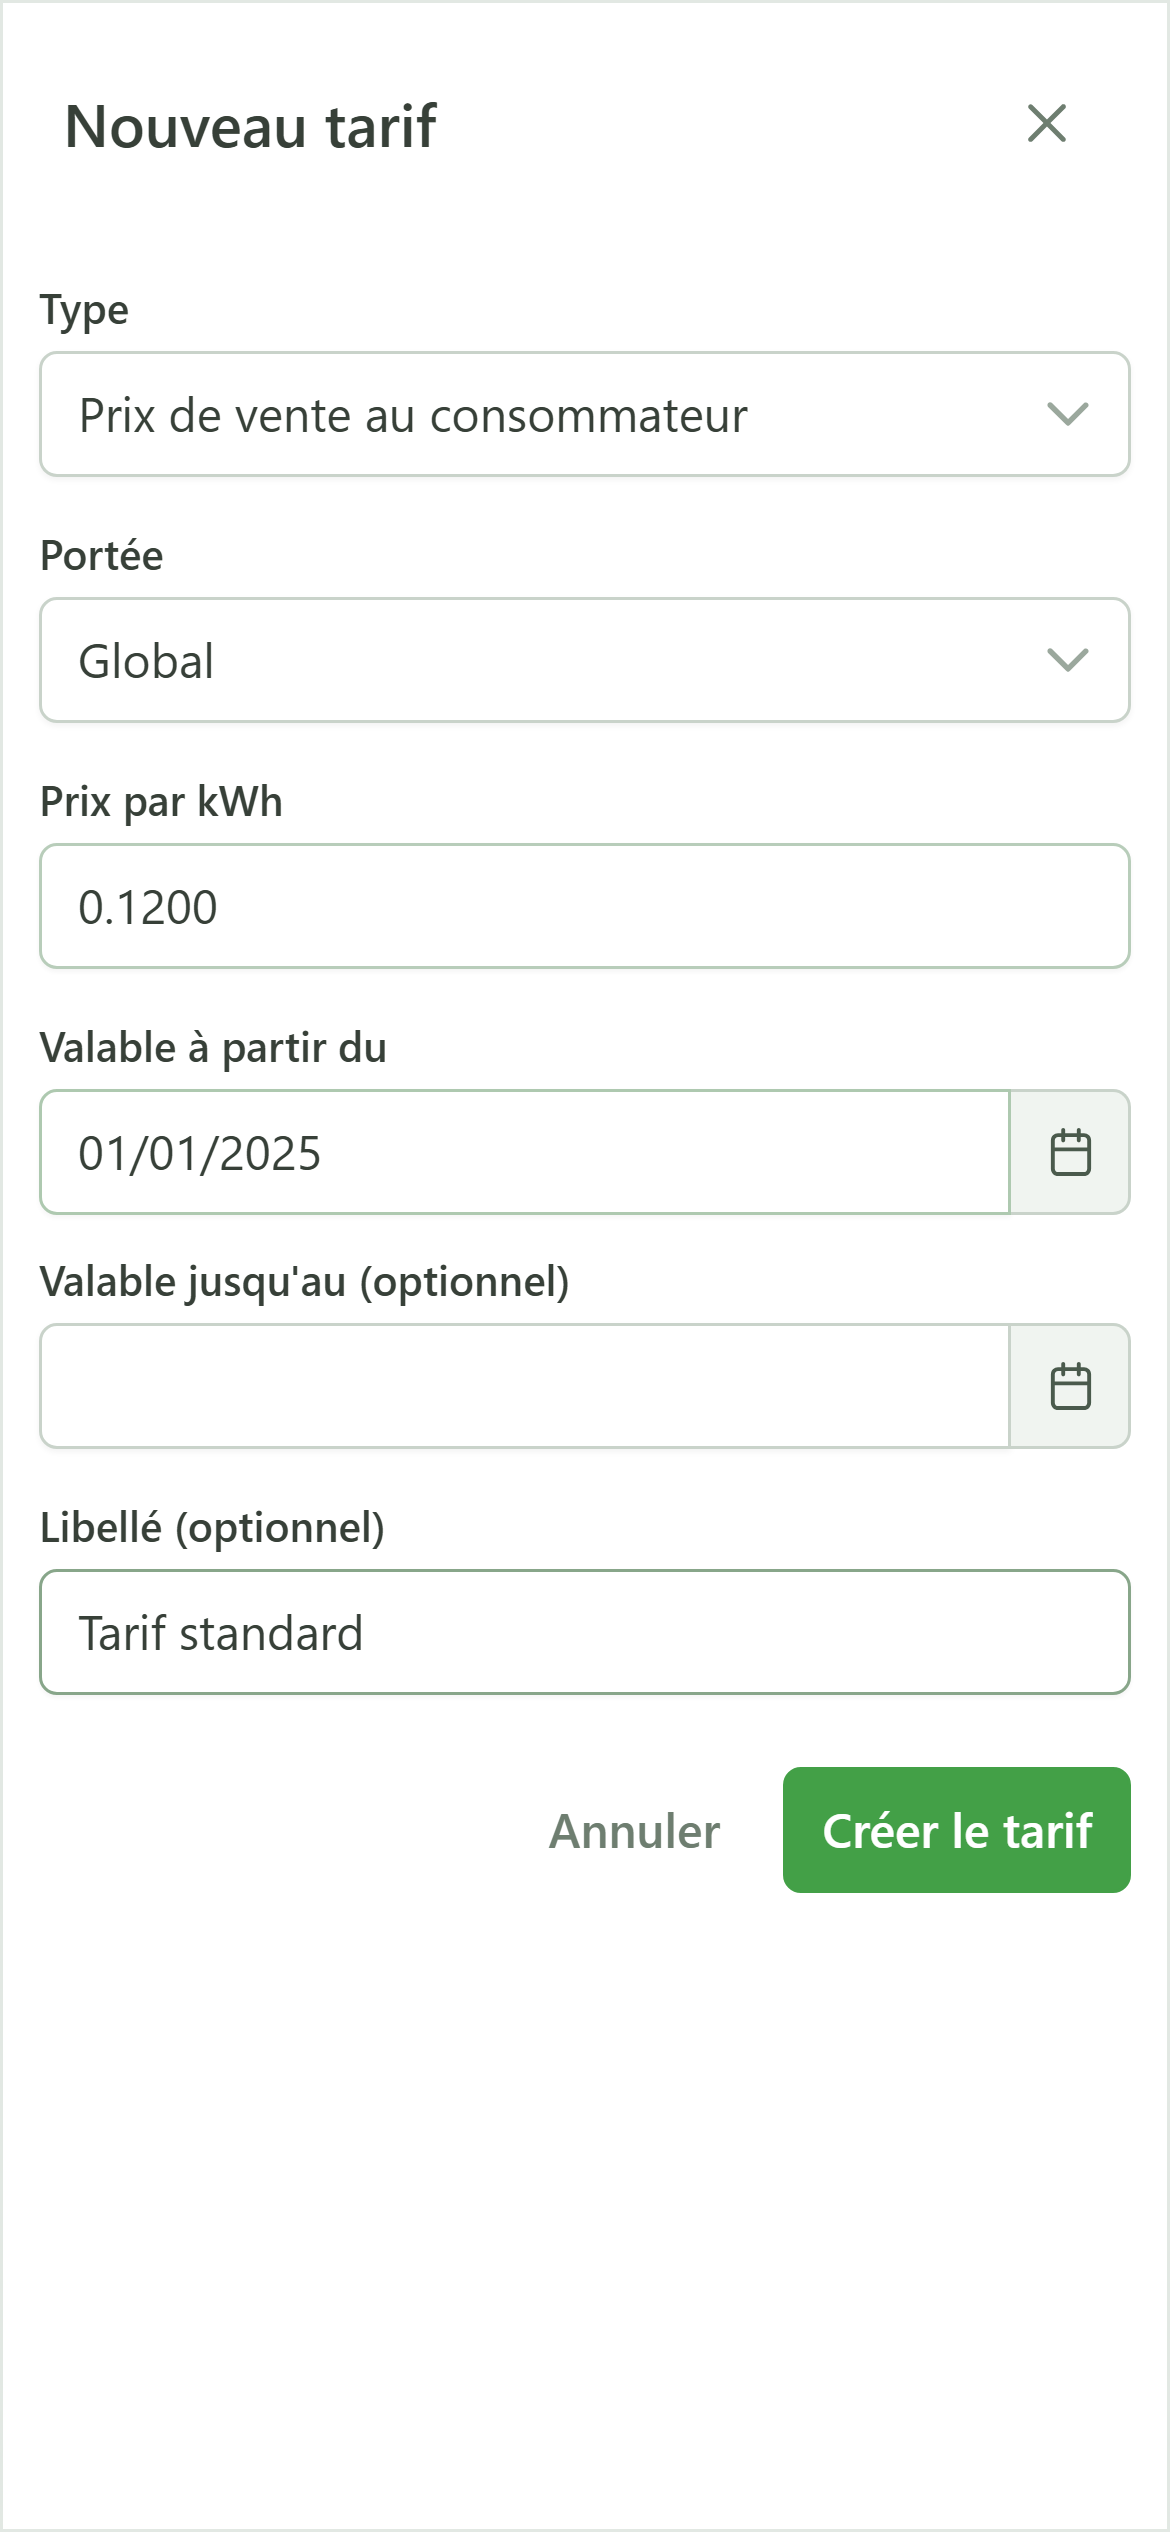 Nouveau tarif
Type
Prix de vente au consommateur
Portée
Global
Prix par kWh
0.1200
Valable à partir du
01/01/2025
Valable jusqu'au (optionnel)
Libellé (optionnel)
Tarif standard
Annuler
Créer le tarif